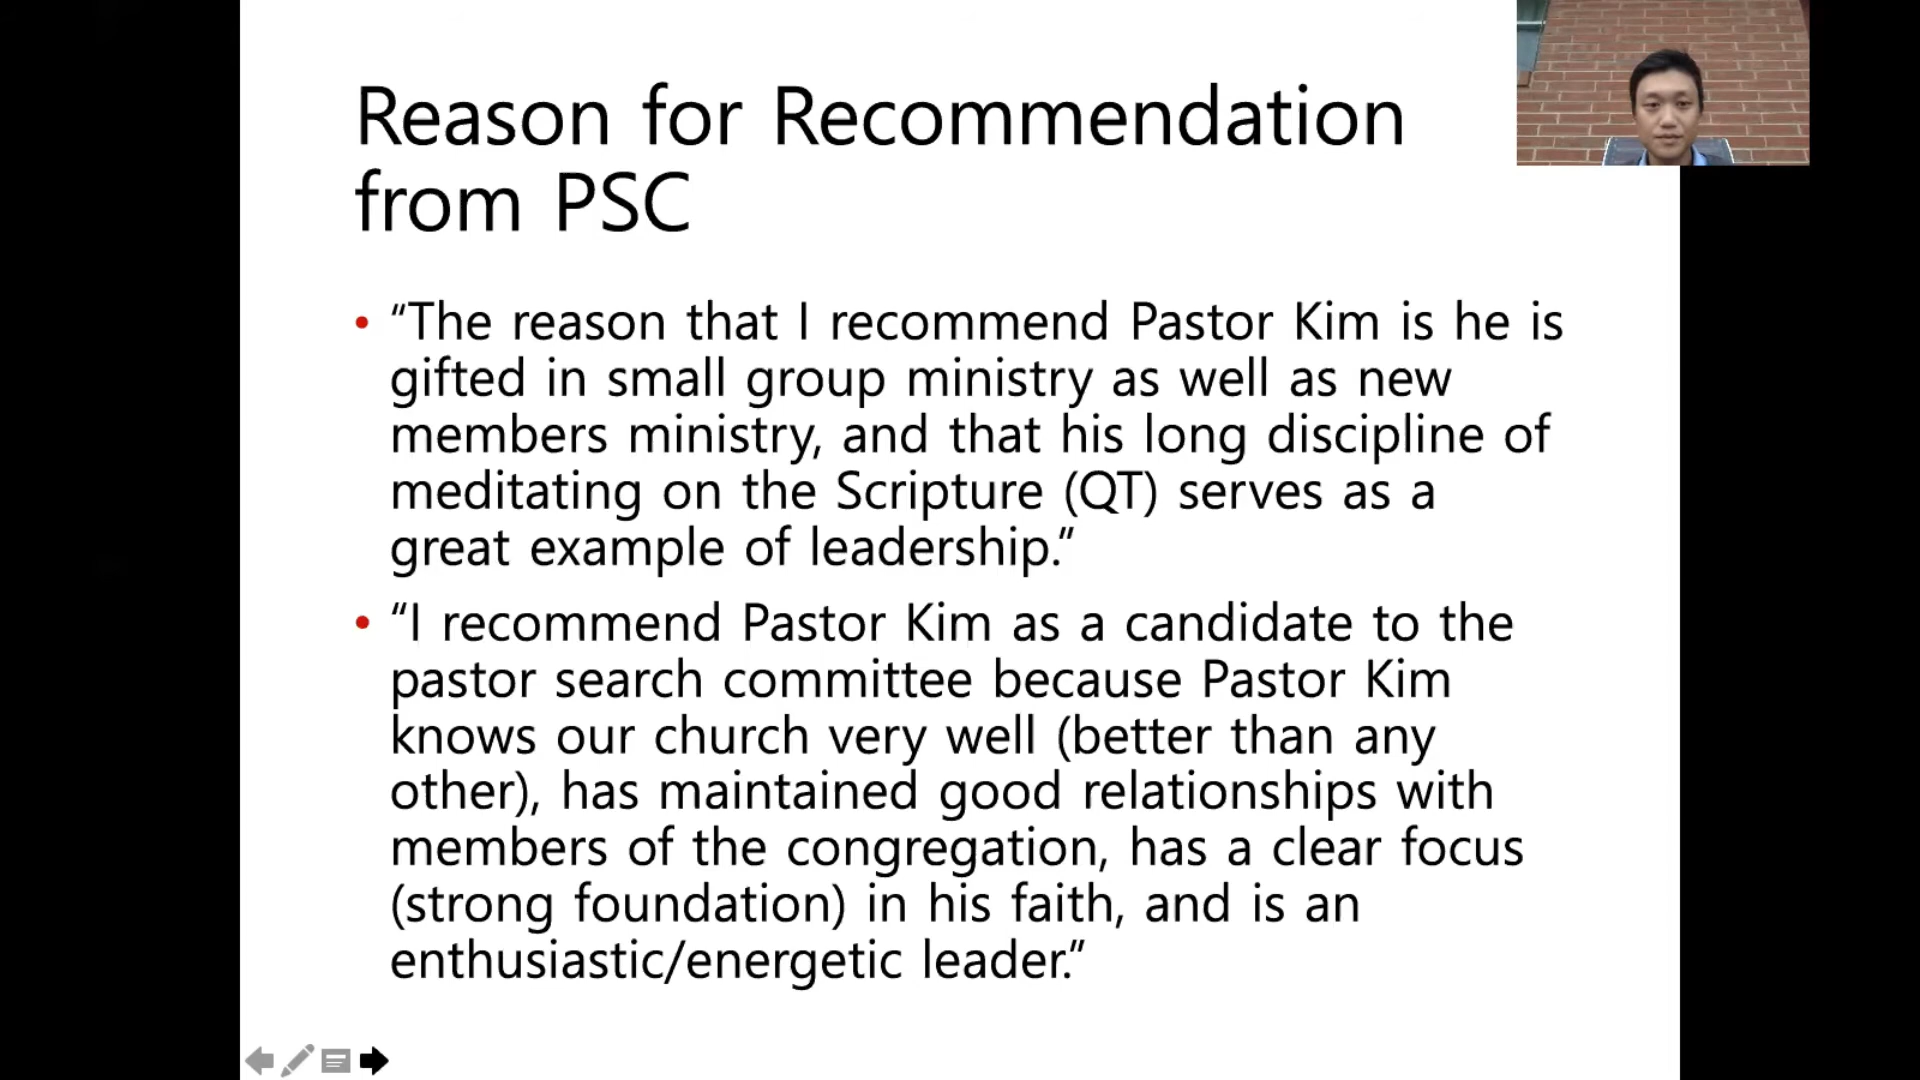 Reason for Recommendation
from PSC
• “The reason that I recommend Pastor Kim is he is
gifted in small group ministry as well as new
members ministry, and that his long discipline of
meditating on the Scripture (QT) serves as a
great example of leadership.”
• “I recommend Pastor Kim as a candidate to the
pastor search committee because Pastor Kim
knows our church very well (better than any
other), has maintained good relationships with
members of the congregation, has a clear focus
(strong foundation) in his faith, and is an
enthusiastic/energetic leader.”